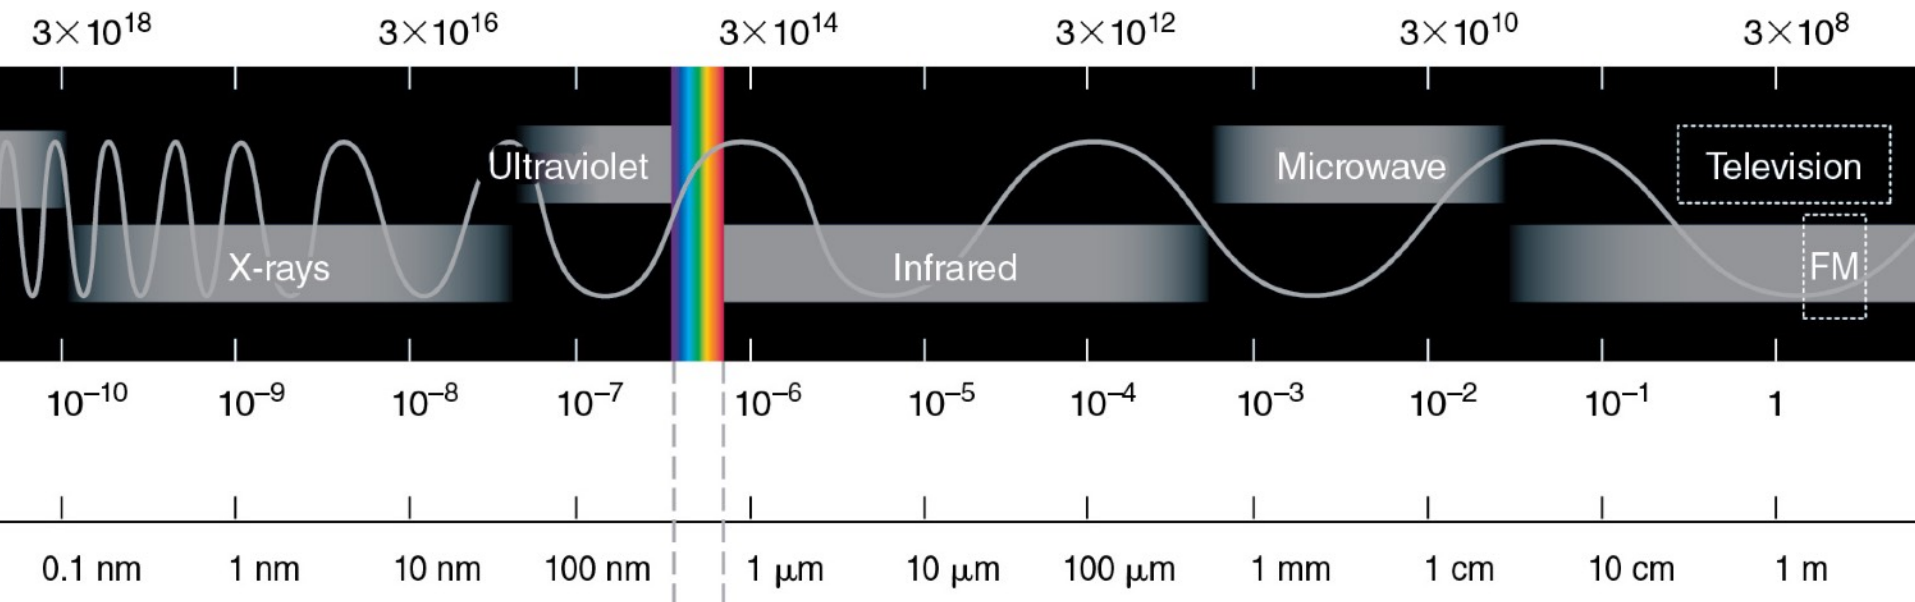 3×10¹⁸ 3×10¹⁶ 3×10¹⁴ 3×10¹² 3×10¹⁰ 3×10⁸
Ultraviolet Microwave Television
X-rays Infrared FM
10⁻¹⁰ 10⁻⁹ 10⁻⁸ 10⁻⁷ 10⁻⁶ 10⁻⁵ 10⁻⁴ 10⁻³ 10⁻² 10⁻¹ 1
0.1 nm 1 nm 10 nm 100 nm 1 μm 10 μm 100 μm 1 mm 1 cm 10 cm 1 m